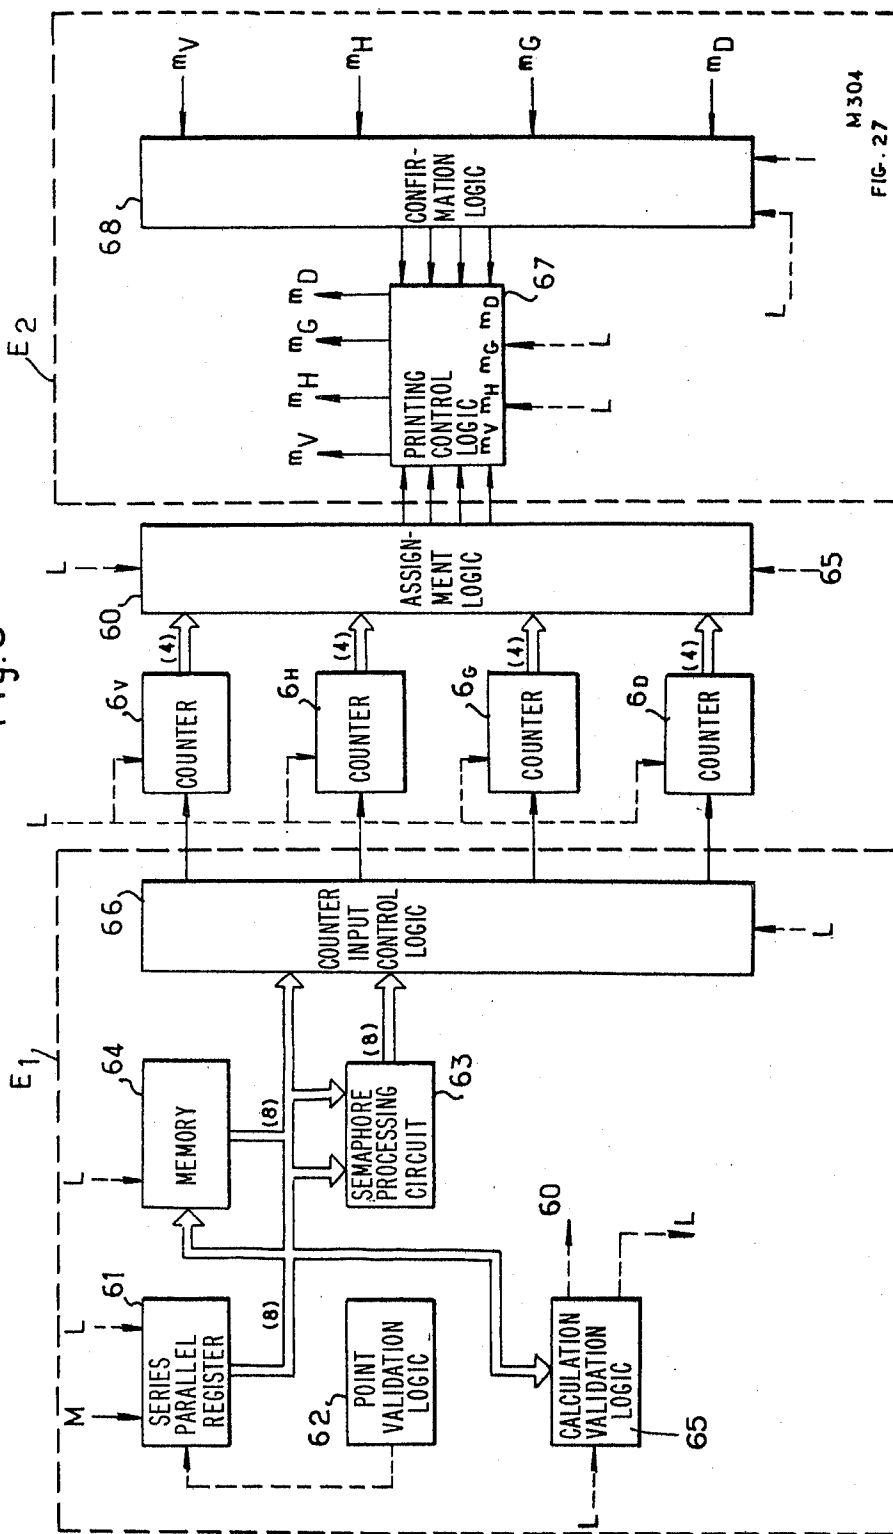 E1
M
L
61
SERIES
PARALLEL
REGISTER
(8)
L
64
MEMORY
(8)
62
POINT
VALIDATION
LOGIC
SEMAPHORE
PROCESSING
CIRCUIT
63
(8)
L
CALCULATION
VALIDATION
LOGIC
65
60
L
66
COUNTER
INPUT
CONTROL
LOGIC
L
L
6V
COUNTER
(4)
6H
COUNTER
(4)
6G
COUNTER
(4)
6D
COUNTER
(4)
L
60
ASSIGN-
MENT
LOGIC
65
E2
mV
mH
mG
mD
PRINTING
CONTROL
LOGIC
mV mH mG mD
67
L
L
68
CONFIR-
MATION
LOGIC
L
mV
mH
mG
mD
M304
FIG. 27